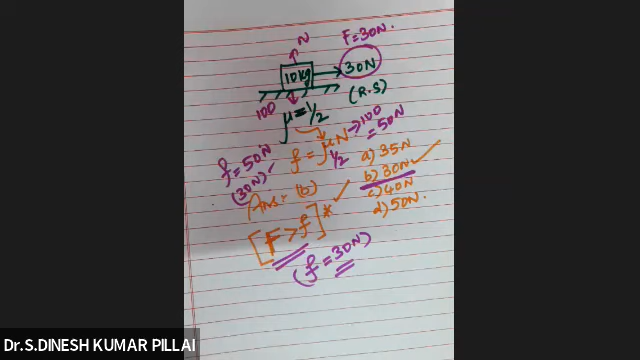 N
F=30N.
10kg
30N
100
(R.S)
μ=1/2
f=50N
(30N)
f = μN → 100
1/2
= 50N
a) 35N
b) 30N
c) 40N
d) 50N.
Ans:- (b)
[F > f]*
(f = 30N)
Dr.S.DINESH KUMAR PILLAI